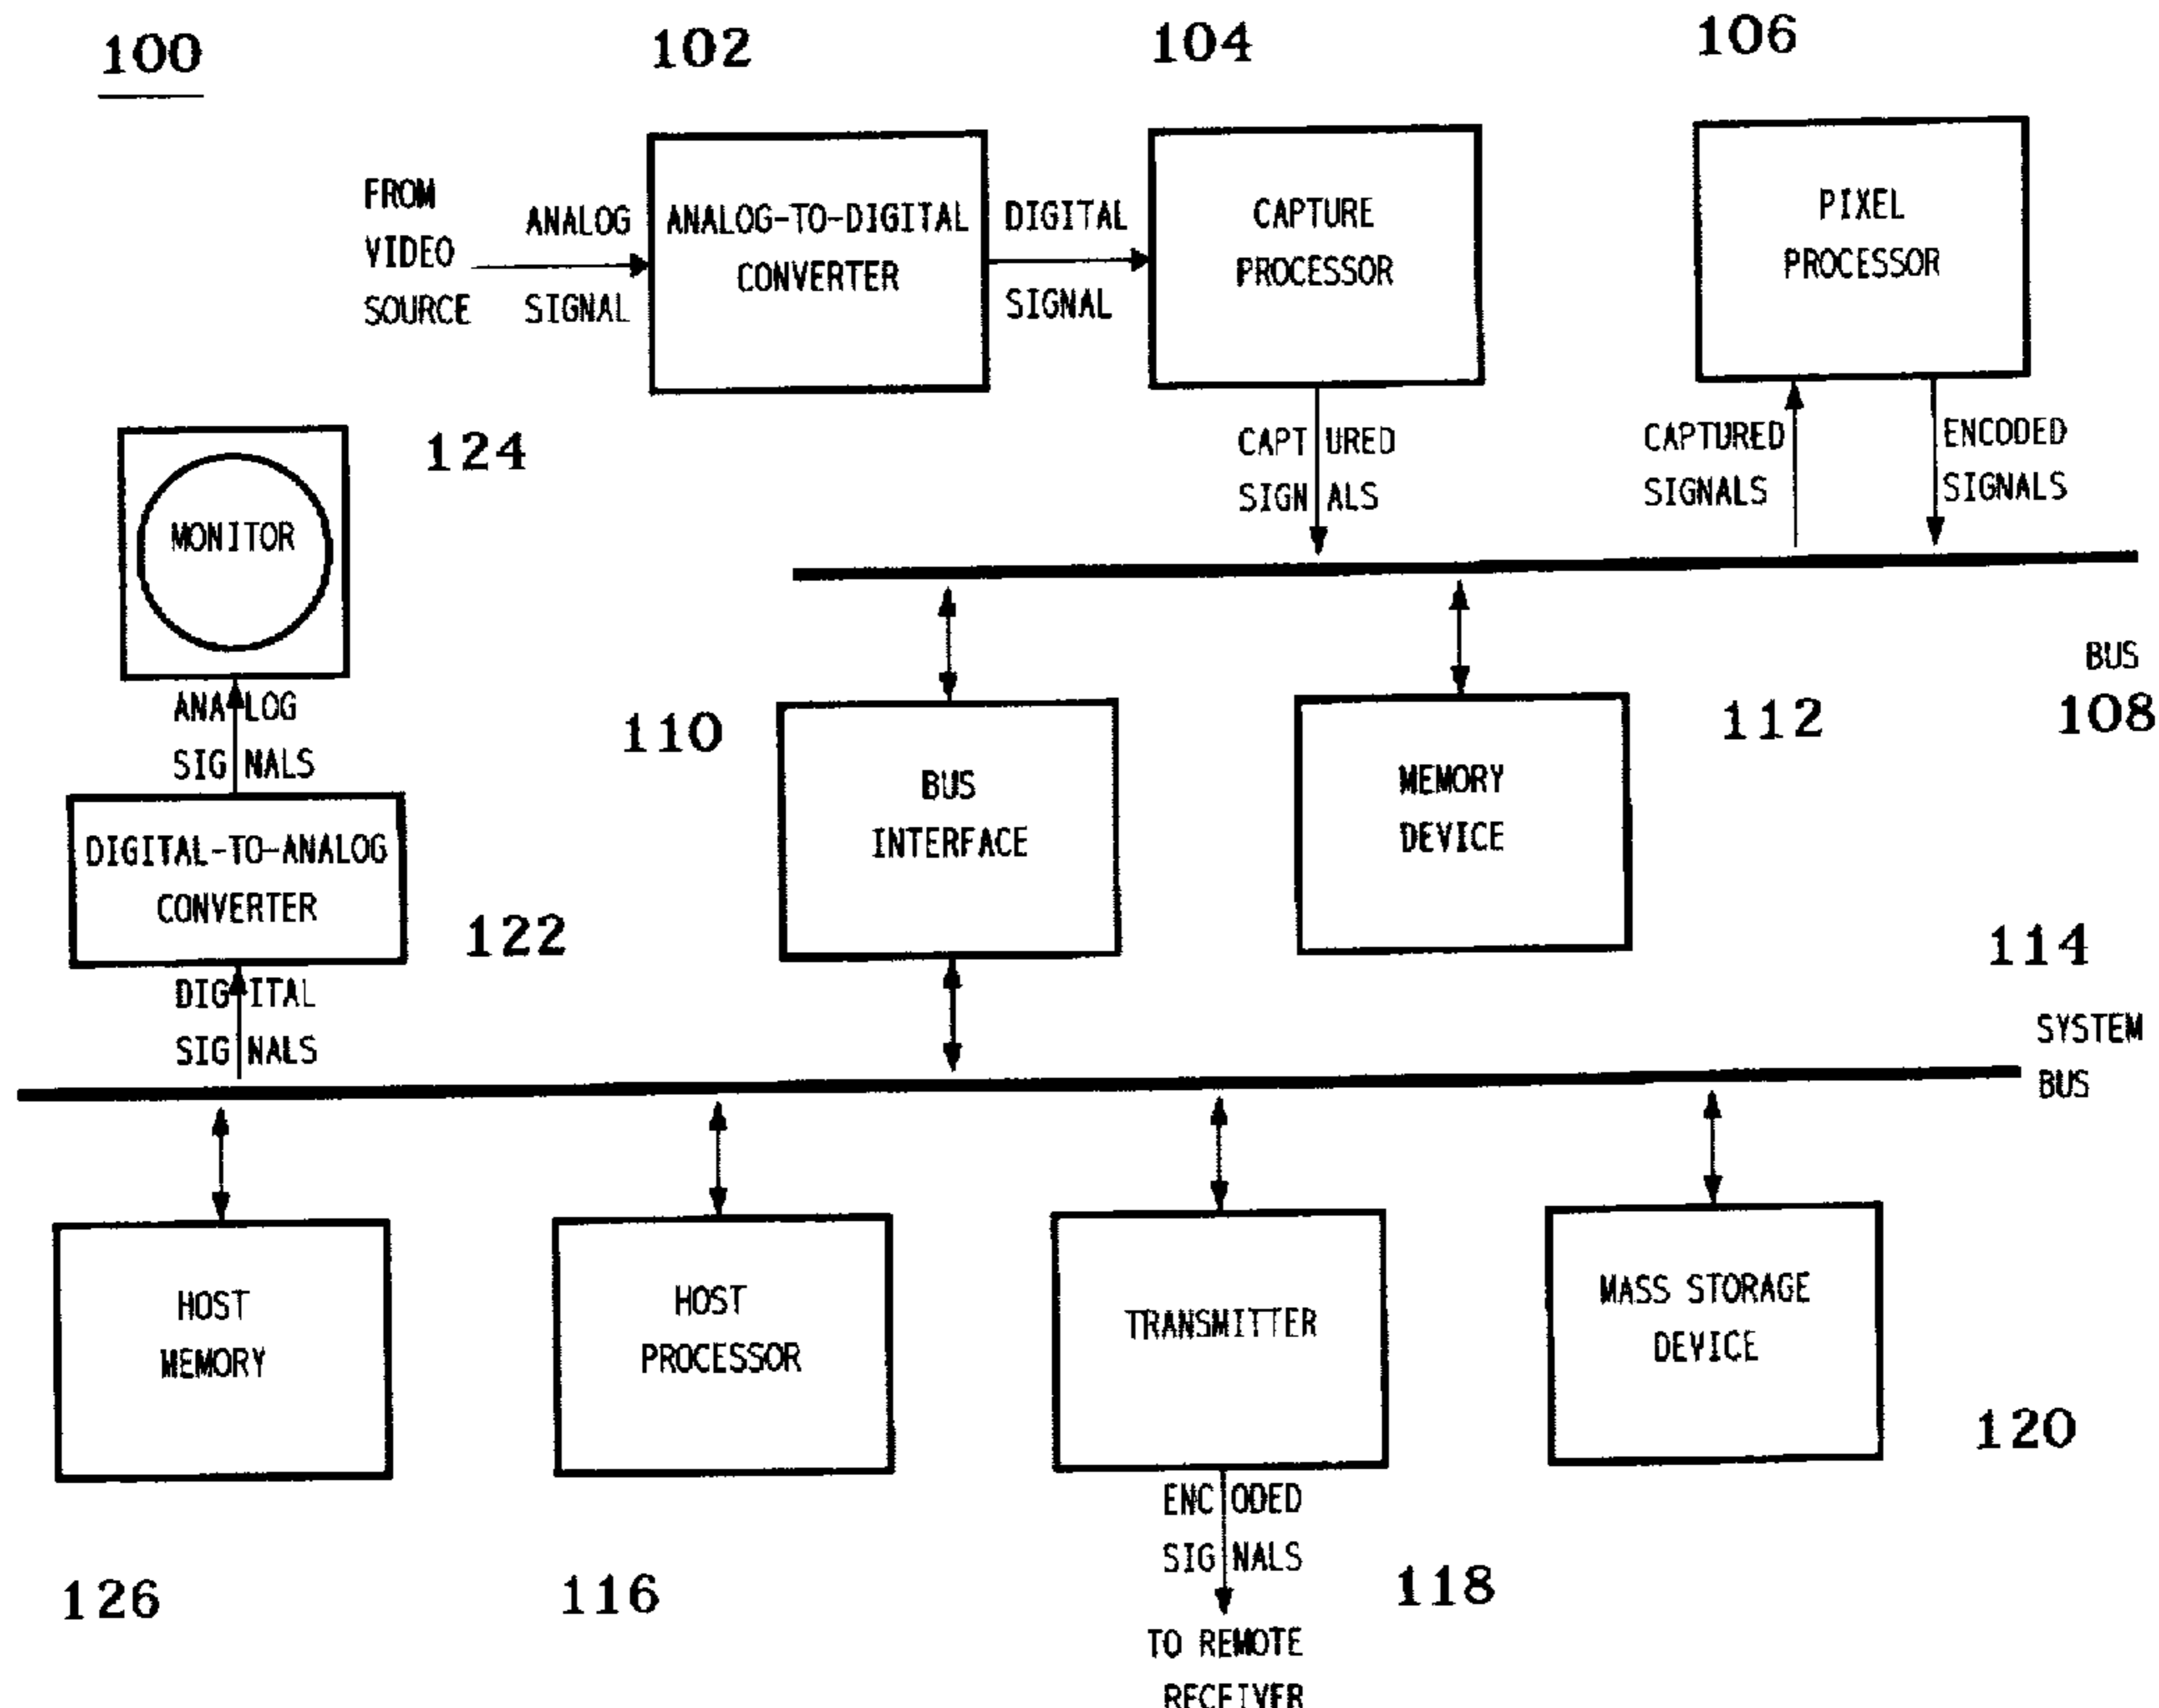 100
102
104
106
FROM
VIDEO
SOURCE
ANALOG
SIGNAL
ANALOG-TO-DIGITAL
CONVERTER
DIGITAL
SIGNAL
CAPTURE
PROCESSOR
PIXEL
PROCESSOR
CAPTURED
SIGNALS
CAPTURED
SIGNALS
ENCODED
SIGNALS
124
MONITOR
ANALOG
SIGNALS
110
BUS
INTERFACE
MEMORY
DEVICE
112
BUS
108
DIGITAL-TO-ANALOG
CONVERTER
122
DIGITAL
SIGNALS
114
SYSTEM
BUS
HOST
MEMORY
HOST
PROCESSOR
TRANSMITTER
MASS STORAGE
DEVICE
120
126
116
ENCODED
SIGNALS
118
TO REMOTE
RECEIVER